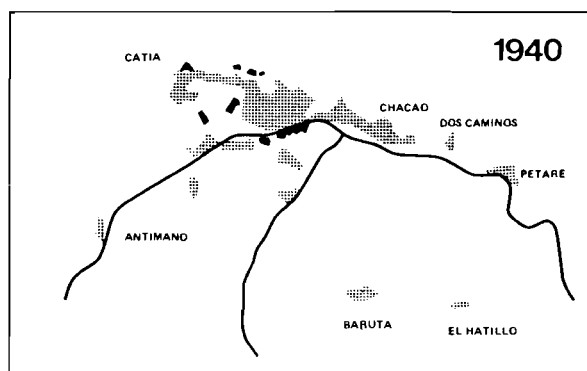 1940
CATIA
CHACAO
DOS CAMINOS
PETARE
ANTIMANO
BARUTA
EL HATILLO